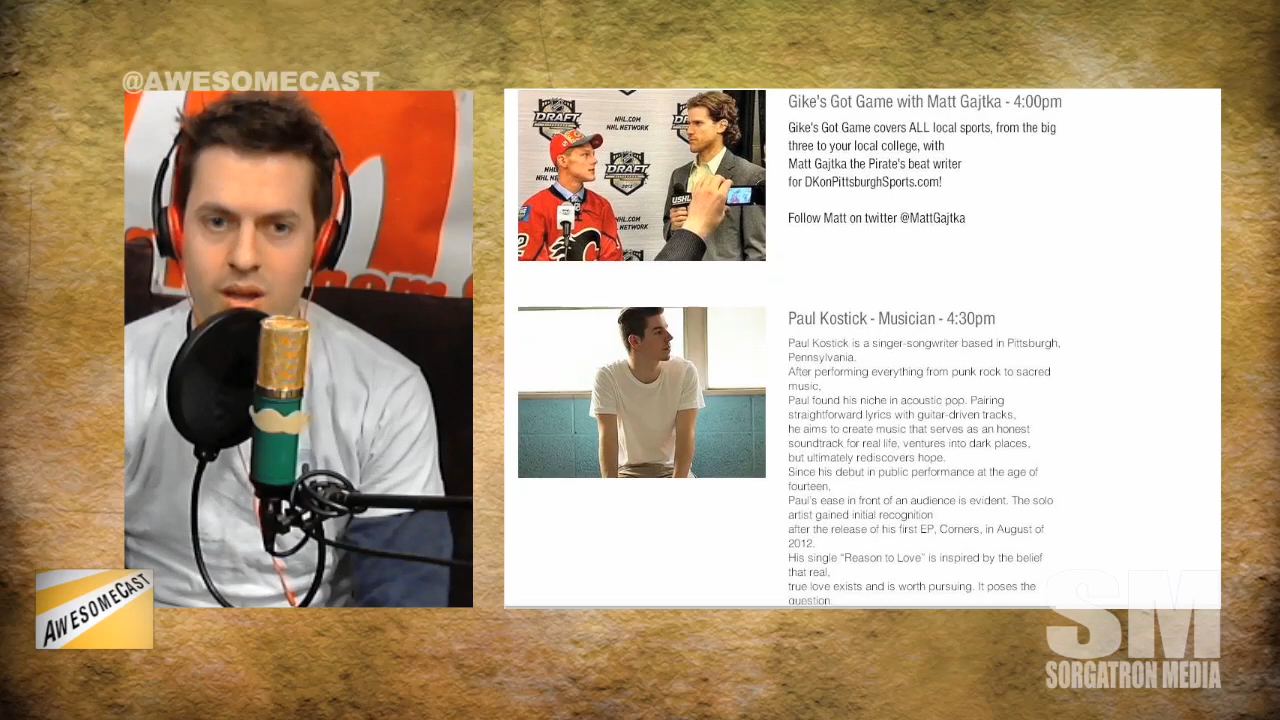 @AWESOMECAST
Gike's Got Game with Matt Gajtka - 4:00pm
Gike's Got Game covers ALL local sports, from the big
three to your local college, with
Matt Gajtka the Pirate's beat writer
for DKonPittsburghSports.com!
Follow Matt on twitter @MattGajtka
NHL.COM
NHL NETWORK
DRAFT
DRAFT
USHL
NHL.COM
NHL NETWORK
Paul Kostick - Musician - 4:30pm
Paul Kostick is a singer-songwriter based in Pittsburgh,
Pennsylvania.
After performing everything from punk rock to sacred
music,
Paul found his niche in acoustic pop. Pairing
straightforward lyrics with guitar-driven tracks,
he aims to create music that serves as an honest
soundtrack for real life, ventures into dark places,
but ultimately rediscovers hope.
Since his debut in public performance at the age of
fourteen,
Paul's ease in front of an audience is evident. The solo
artist gained initial recognition
after the release of his first EP, Corners, in August of
2012.
His single “Reason to Love” is inspired by the belief
that real,
true love exists and is worth pursuing. It poses the
question,
AWESOMECAST
SM
SORGATRON MEDIA